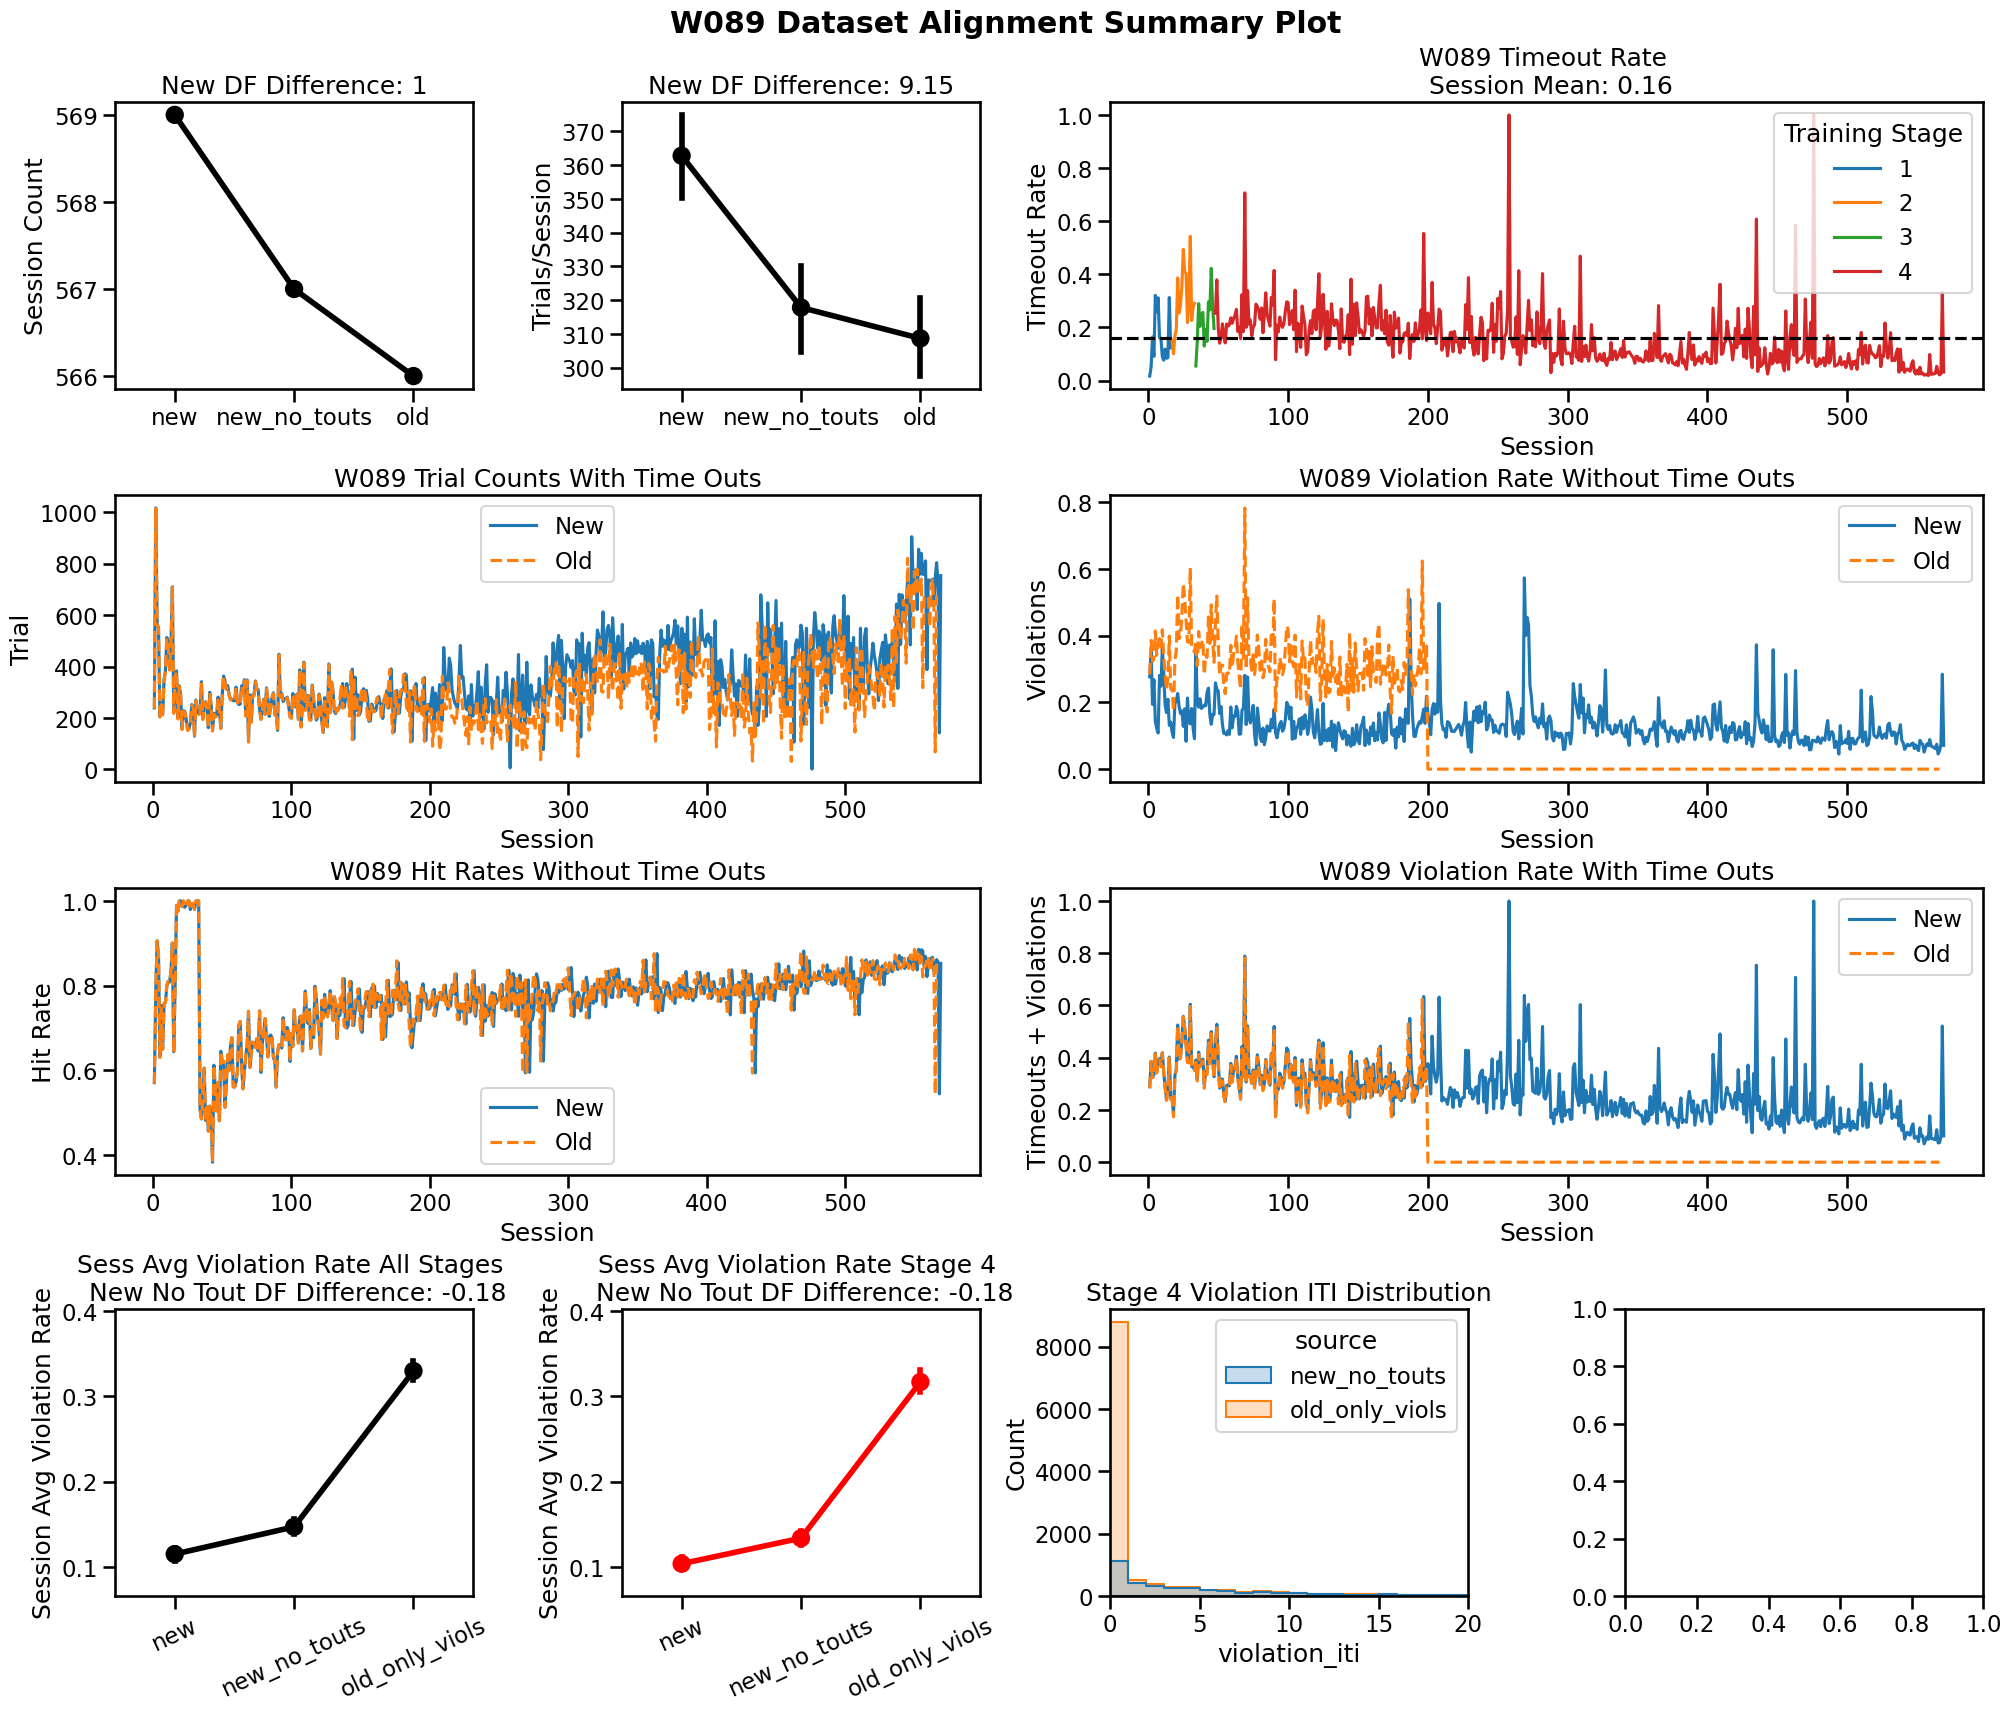 W089 Dataset Alignment Summary Plot
New DF Difference: 1
Session Count
569
568
567
566
new
new_no_touts
old
New DF Difference: 9.15
Trials/Session
370
360
350
340
330
320
310
300
new
new_no_touts
old
W089 Timeout Rate
Session Mean: 0.16
Timeout Rate
1.0
0.8
0.6
0.4
0.2
0.0
Training Stage
1
2
3
4
0
100
200
300
400
500
Session
W089 Trial Counts With Time Outs
Trial
1000
800
600
400
200
0
New
Old
0
100
200
300
400
500
Session
W089 Violation Rate Without Time Outs
Violations
0.8
0.6
0.4
0.2
0.0
New
Old
0
100
200
300
400
500
Session
W089 Hit Rates Without Time Outs
Hit Rate
1.0
0.8
0.6
0.4
New
Old
0
100
200
300
400
500
Session
W089 Violation Rate With Time Outs
Timeouts + Violations
1.0
0.8
0.6
0.4
0.2
0.0
New
Old
0
100
200
300
400
500
Session
Sess Avg Violation Rate All Stages
New No Tout DF Difference: -0.18
Session Avg Violation Rate
0.4
0.3
0.2
0.1
new
new_no_touts
old_only_viols
Sess Avg Violation Rate Stage 4
New No Tout DF Difference: -0.18
Session Avg Violation Rate
0.4
0.3
0.2
0.1
new
new_no_touts
old_only_viols
Stage 4 Violation ITI Distribution
Count
8000
6000
4000
2000
0
source
new_no_touts
old_only_viols
0
5
10
15
20
violation_iti
1.0
0.8
0.6
0.4
0.2
0.0
0.0
0.2
0.4
0.6
0.8
1.0